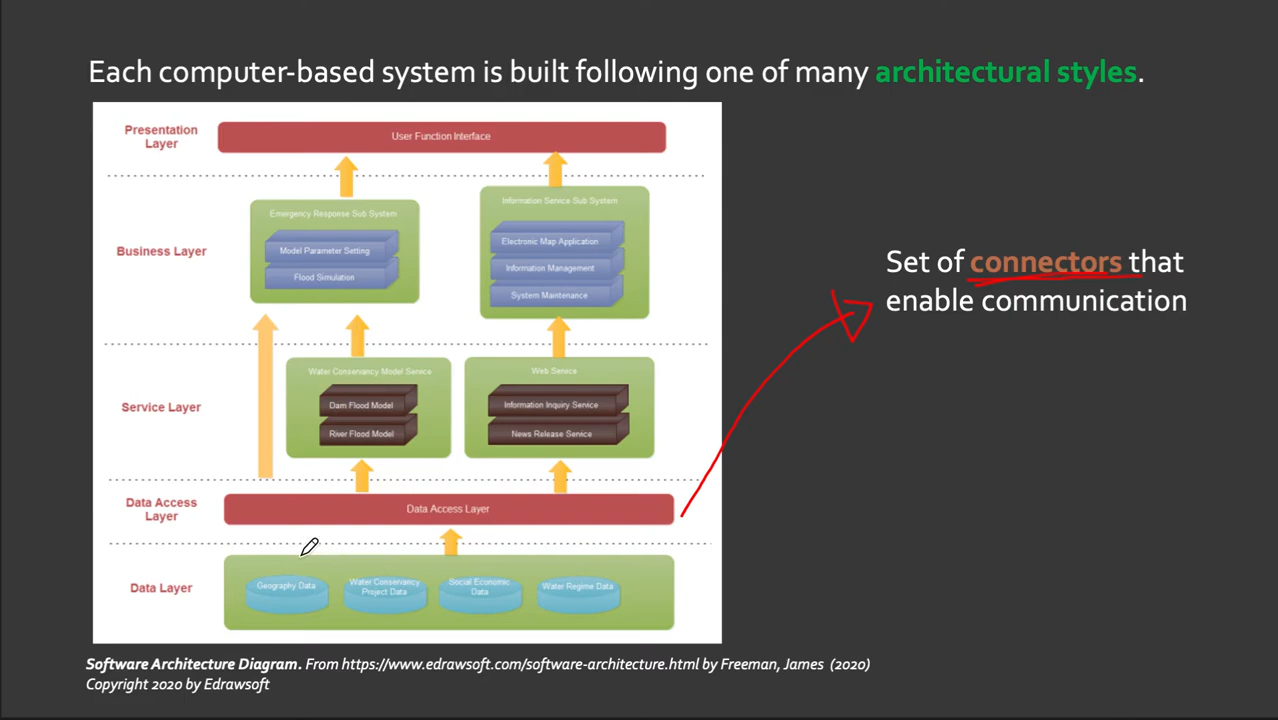 Each computer-based system is built following one of many architectural styles.
Presentation
Layer
User Function Interface
Business Layer
Emergency Response Sub System
Model Parameter Setting
Flood Simulation
Information Service Sub System
Electronic Map Application
Information Management
System Maintenance
Service Layer
Water Conservancy Model Service
Dam Flood Model
River Flood Model
Web Service
Information Inquiry Service
News Release Service
Data Access
Layer
Data Access Layer
Data Layer
Geography Data
Water Conservancy
Project Data
Social Economic
Data
Water Regime Data
Set of connectors that
enable communication
Software Architecture Diagram. From https://www.edrawsoft.com/software-architecture.html by Freeman, James (2020)
Copyright 2020 by Edrawsoft